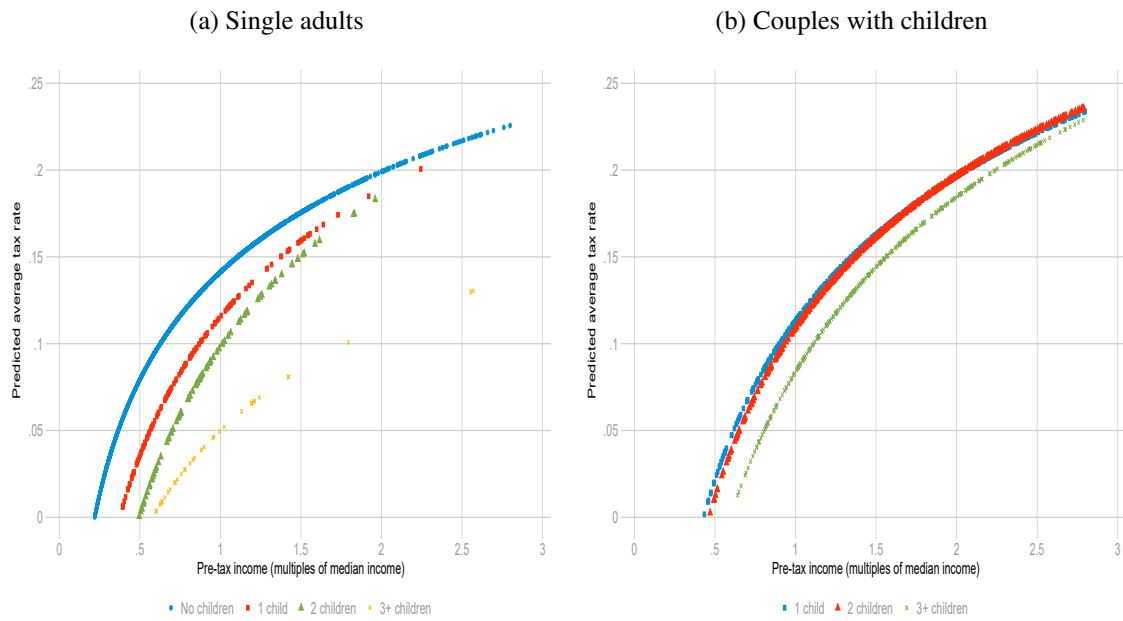 (a) Single adults
Predicted average tax rate
.25
.2
.15
.1
.05
0
0 .5 1 1.5 2 2.5 3
Pre-tax income (multiples of median income)
No children 1 child 2 children 3+ children
(b) Couples with children
Predicted average tax rate
.25
.2
.15
.1
.05
0
0 .5 1 1.5 2 2.5 3
Pre-tax income (multiples of median income)
1 child 2 children 3+ children